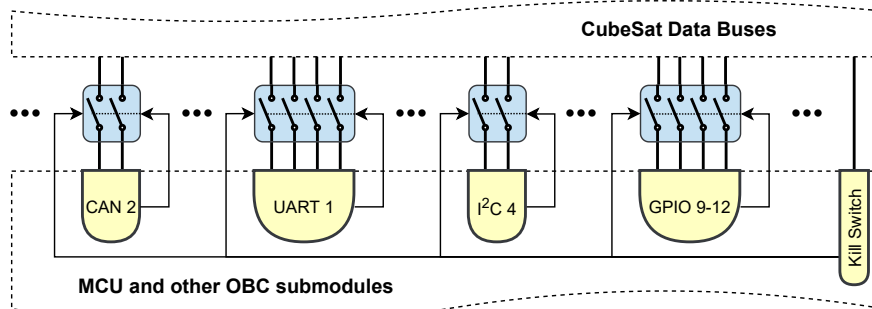 CubeSat Data Buses
CAN 2
UART 1
I²C 4
GPIO 9-12
Kill Switch
MCU and other OBC submodules